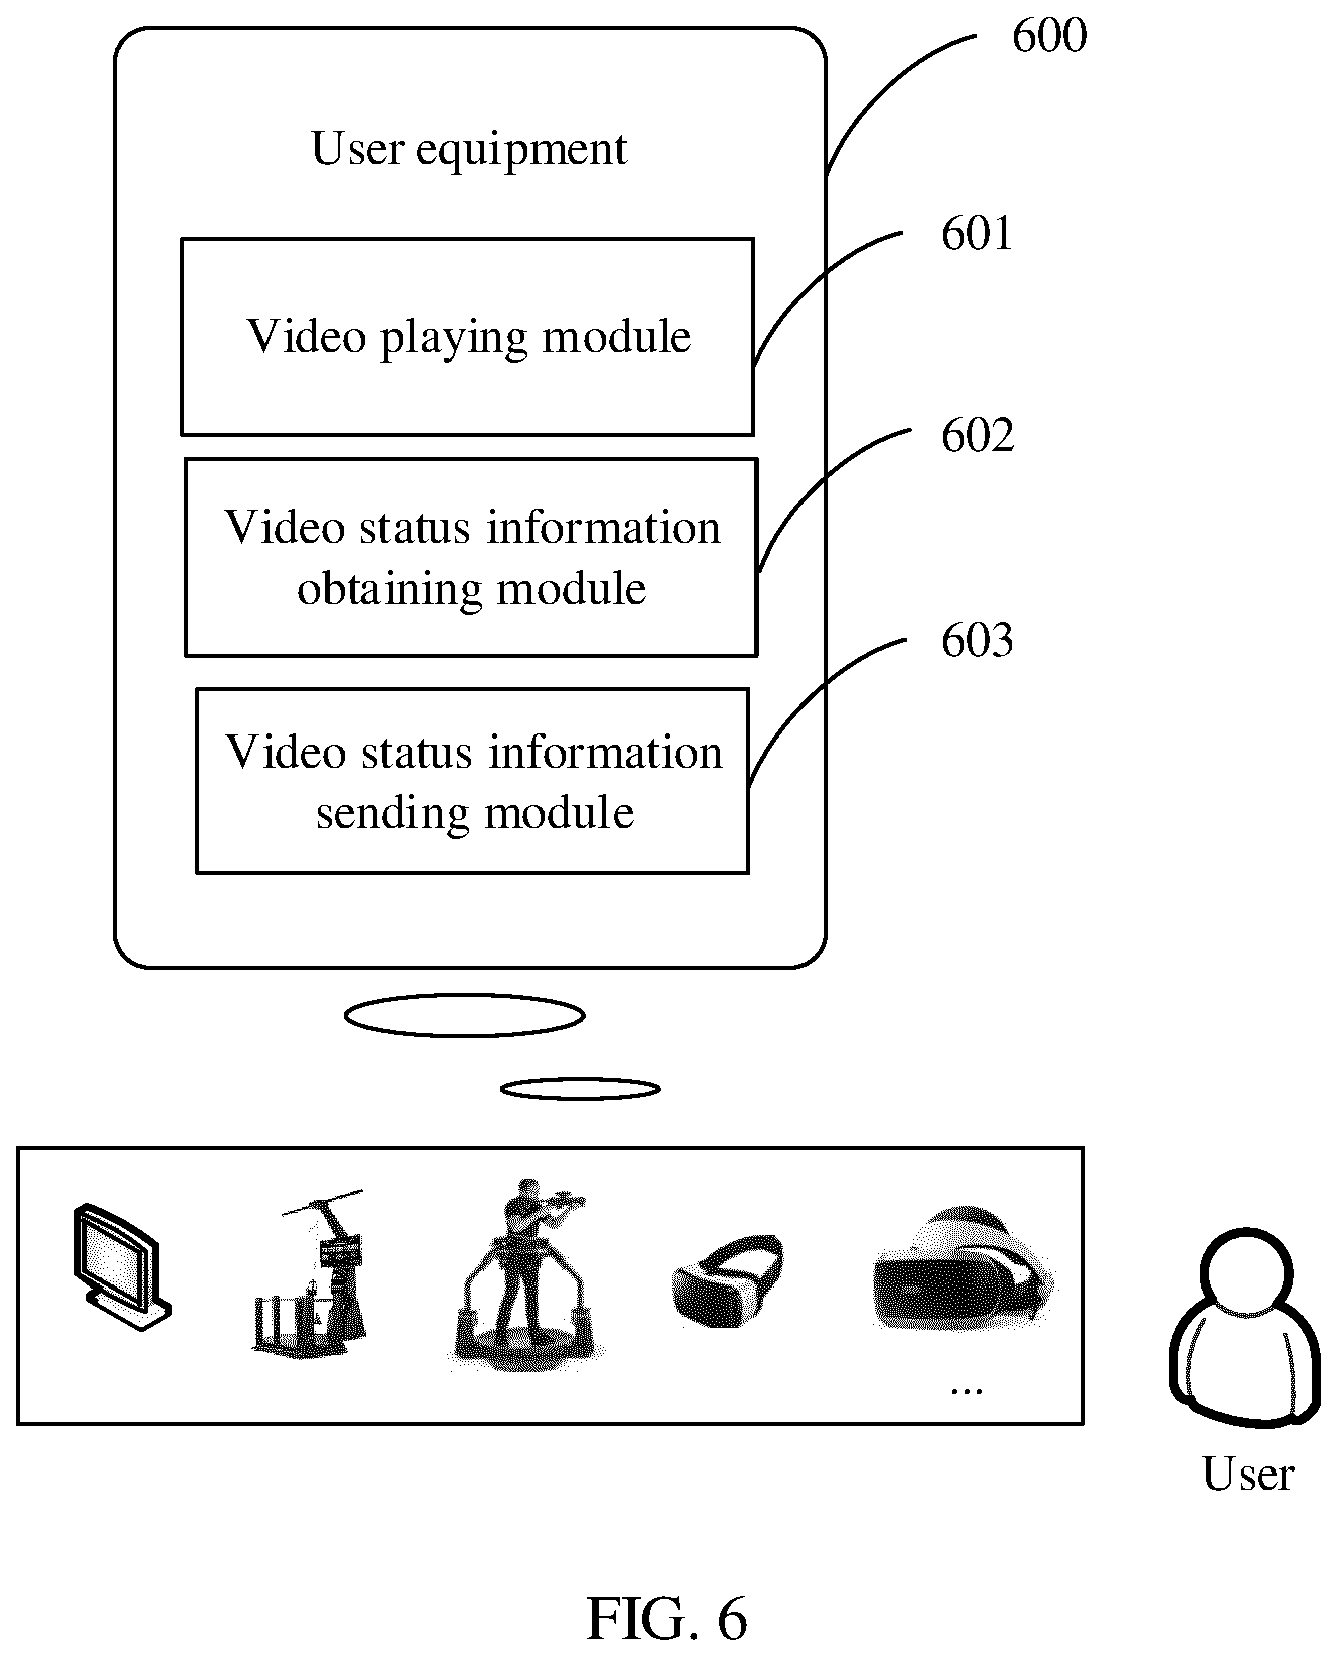 600
User equipment
601
Video playing module
602
Video status information
obtaining module
603
Video status information
sending module
...
User
FIG. 6